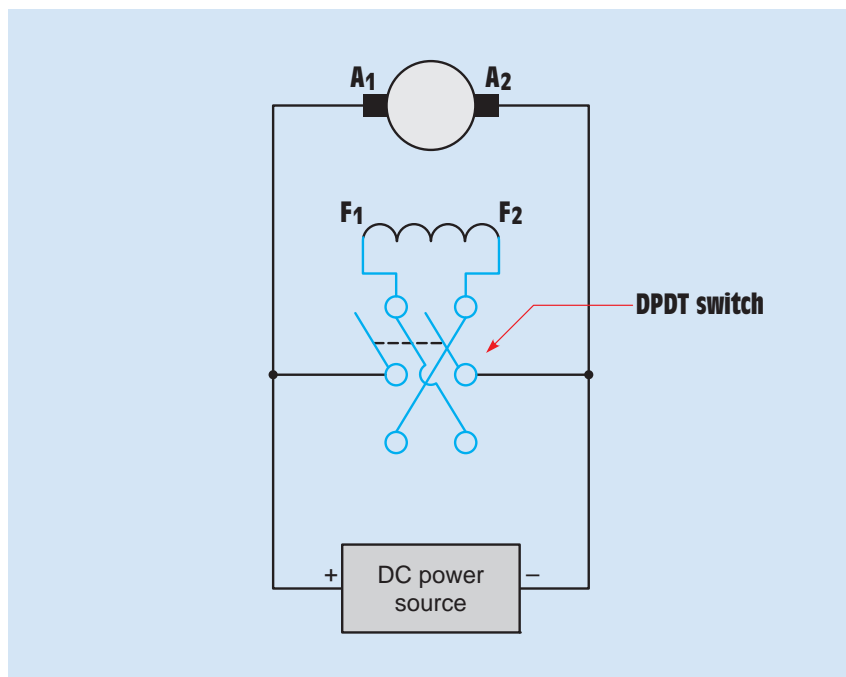 A1 A2
F1 F2
DPDT switch
+ DC power −
source